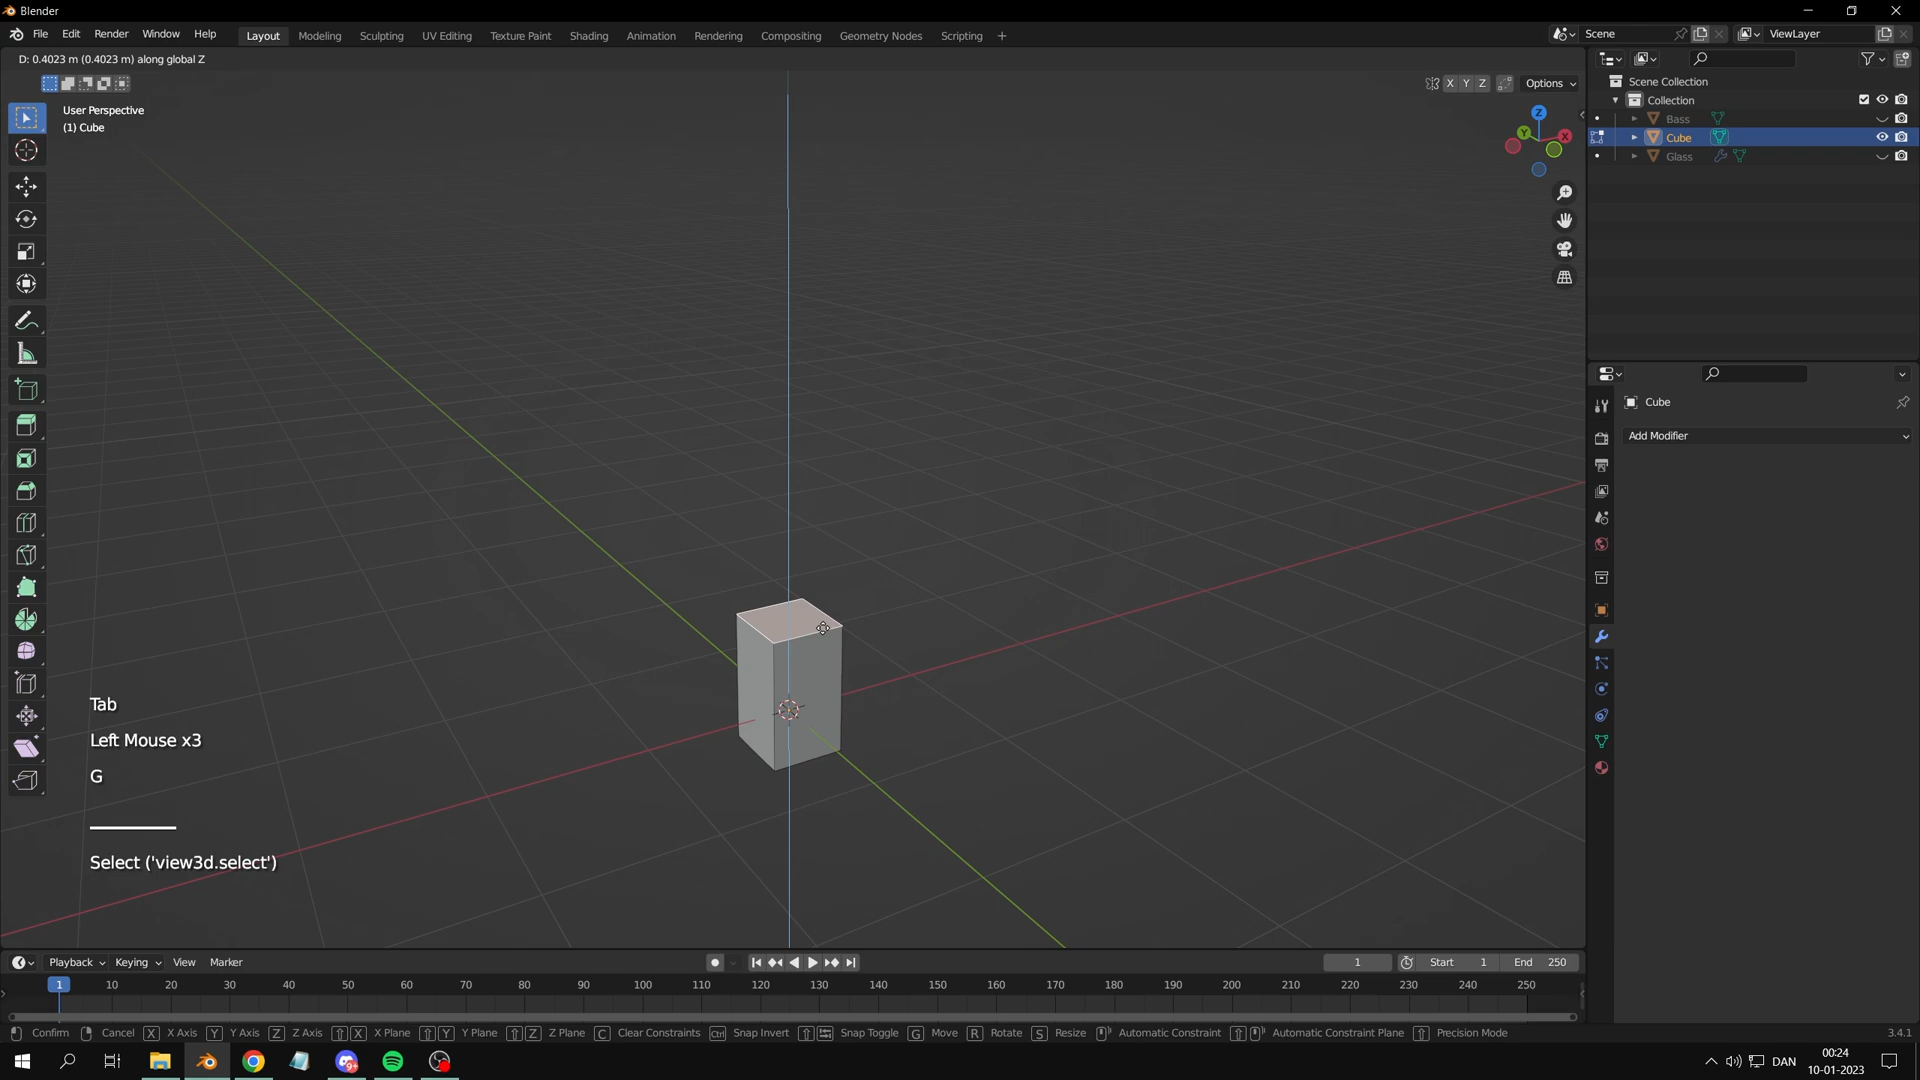 Blender
File Edit Render Window Help
Layout Modeling Sculpting UV Editing Texture Paint Shading Animation Rendering Compositing Geometry Nodes Scripting +
Scene
ViewLayer
D: 0.4023 m (0.4023 m) along global Z
X Y Z
Options
User Perspective
(1) Cube
Z
Y
X
Scene Collection
Collection
Bass
Cube
Glass
Cube
Add Modifier
Tab
Left Mouse x3
G
Select ('view3d.select')
Playback Keying View Marker
1
Start 1
End 250
1 10 20 30 40 50 60 70 80 90 100 110 120 130 140 150 160 170 180 190 200 210 220 230 240 250
Confirm Cancel X X Axis Y Y Axis Z Z Axis X X Plane Y Y Plane Z Z Plane C Clear Constraints Ctrl Snap Invert Snap Toggle G Move R Rotate S Resize Automatic Constraint Automatic Constraint Plane Precision Mode
3.4.1
9+
DAN
00:24
10-01-2023